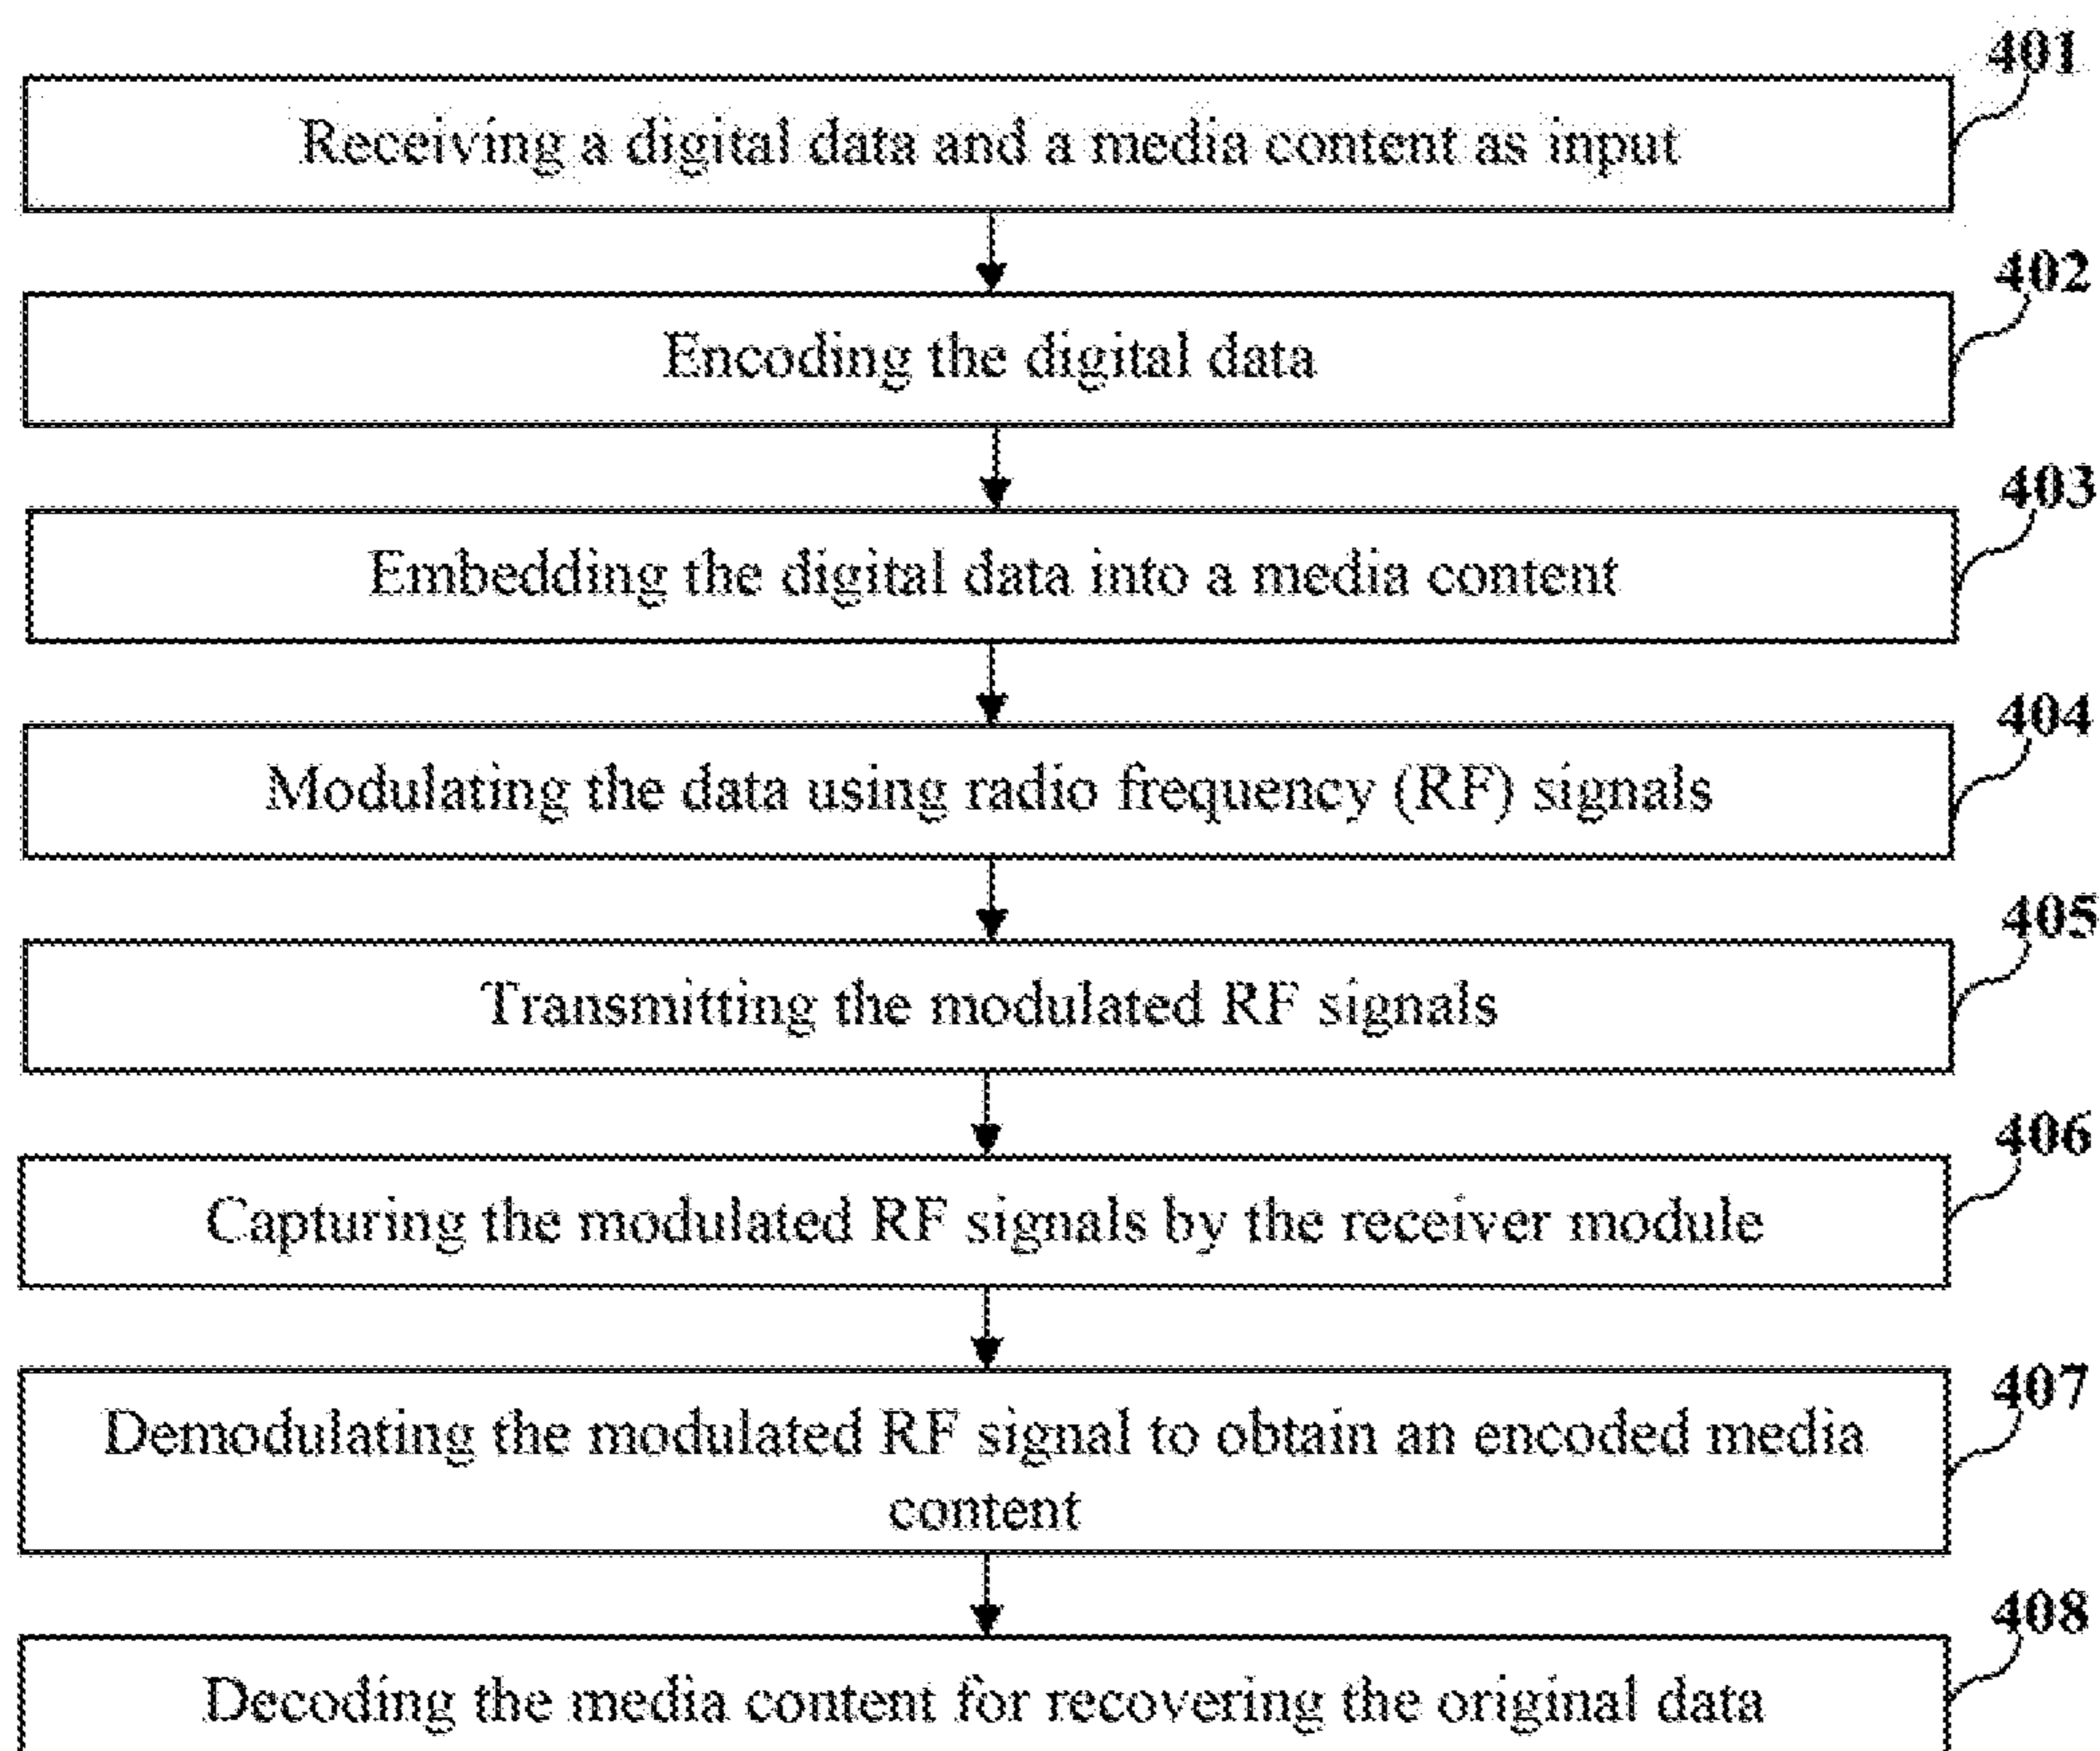 401
Receiving a digital data and a media content as input
402
Encoding the digital data
403
Embedding the digital data into a media content
404
Modulating the data using radio frequency (RF) signals
405
Transmitting the modulated RF signals
406
Capturing the modulated RF signals by the receiver module
407
Demodulating the modulated RF signal to obtain an encoded media
content
408
Decoding the media content for recovering the original data